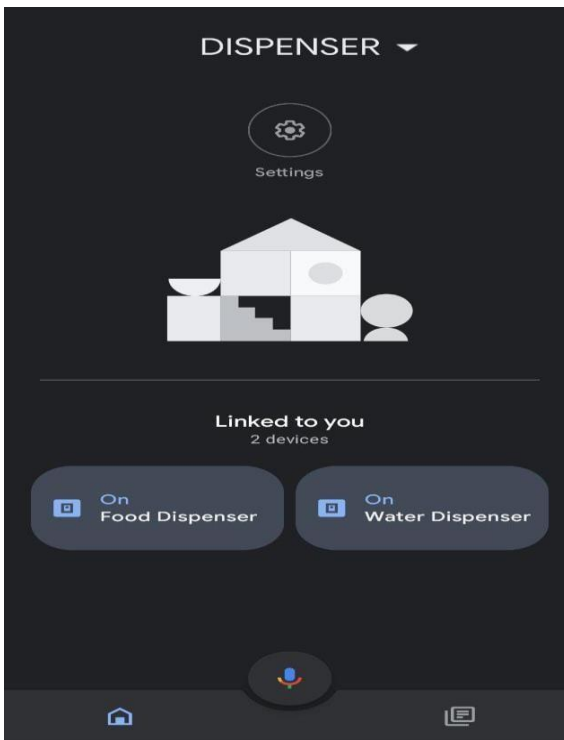 DISPENSER
Settings
Linked to you
2 devices
On
Food Dispenser
On
Water Dispenser